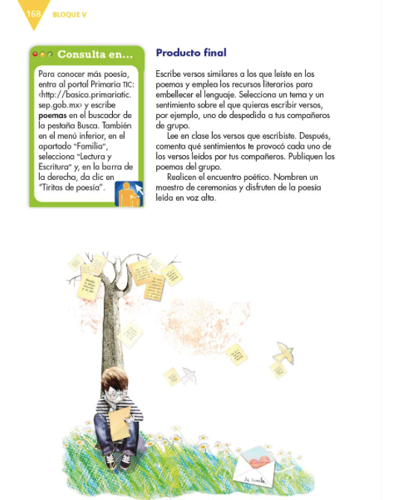 168
BLOQUE V
Consulta en...
Para conocer más poesía,
entra al portal Primaria TIC:
<http://basica.primariatic.
sep.gob.mx> y escribe
poemas en el buscador de
la pestaña Busca. También
en el menú inferior, en el
apartado "Familia",
selecciona "Lectura y
Escritura" y, en la barra de
la derecha, da clic en
"Tiritas de poesía".
Producto final
Escribe versos similares a los que leíste en los
poemas y emplea los recursos literarios para
embellecer el lenguaje. Selecciona un tema y un
sentimiento sobre el que quieras escribir versos,
por ejemplo, uno de despedida a tus compañeros
de grupo.
Lee en clase los versos que escribiste. Después,
comenta qué sentimientos te provocó cada uno de
los versos leídos por tus compañeros. Publiquen los
poemas del grupo.
Realicen el encuentro poético. Nombren un
maestro de ceremonias y disfruten de la poesía
leída en voz alta.